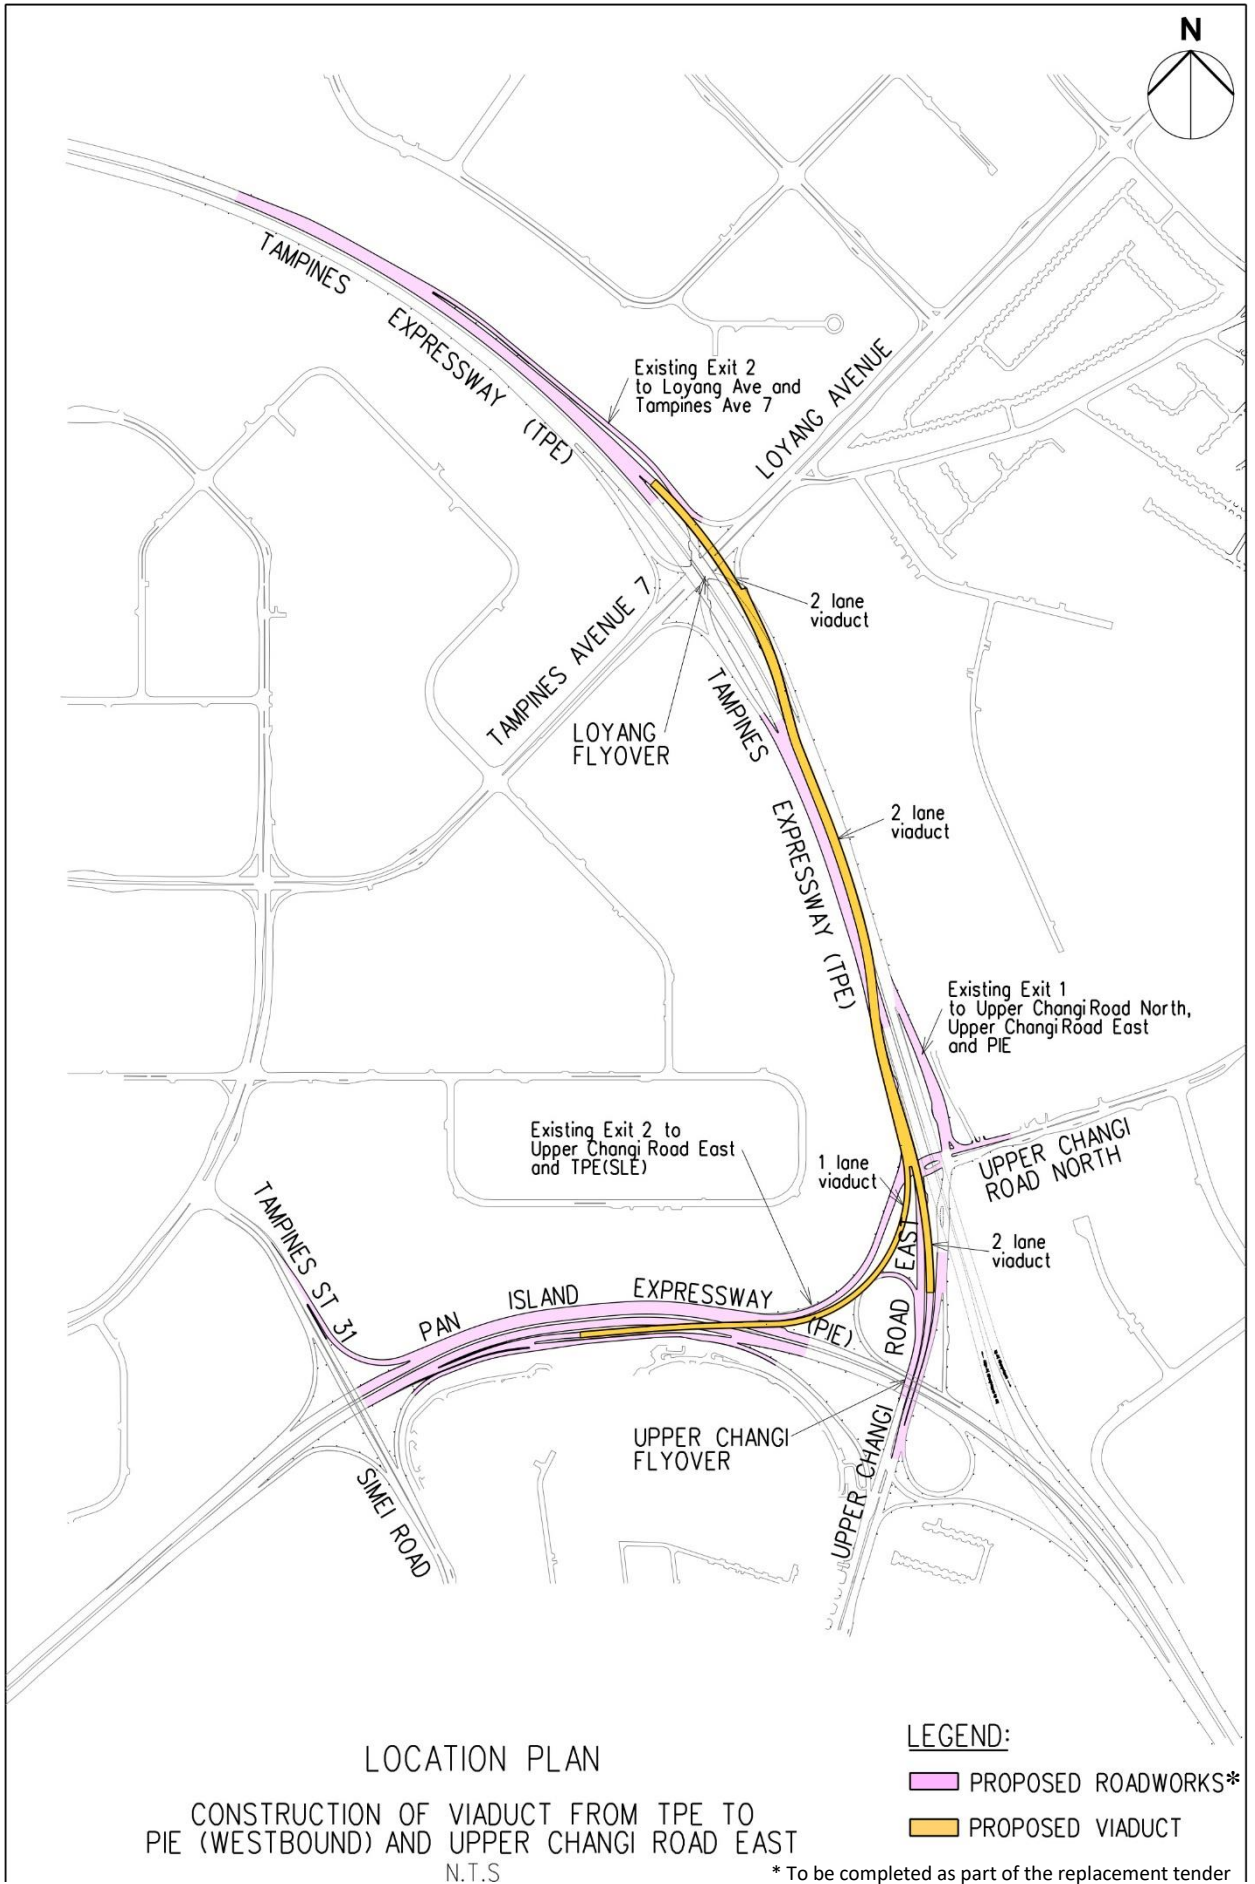 N
TAMPINES
EXPRESSWAY
(TPE)
Existing Exit 2
to Loyang Ave and
Tampines Ave 7
LOYANG AVENUE
2 lane
viaduct
TAMPINES AVENUE 7
LOYANG
FLYOVER
TAMPINES
EXPRESSWAY
(TPE)
2 lane
viaduct
Existing Exit 1
to Upper Changi Road North,
Upper Changi Road East
and PIE
Existing Exit 2 to
Upper Changi Road East
and TPE(SLE)
1 lane
viaduct
UPPER CHANGI
ROAD NORTH
2 lane
viaduct
TAMPINES ST 31
PAN ISLAND EXPRESSWAY (PIE)
UPPER CHANGI ROAD EAST
UPPER CHANGI
FLYOVER
SIMEI ROAD
LOCATION PLAN
CONSTRUCTION OF VIADUCT FROM TPE TO
PIE (WESTBOUND) AND UPPER CHANGI ROAD EAST
N.T.S
LEGEND:
PROPOSED ROADWORKS*
PROPOSED VIADUCT
* To be completed as part of the replacement tender